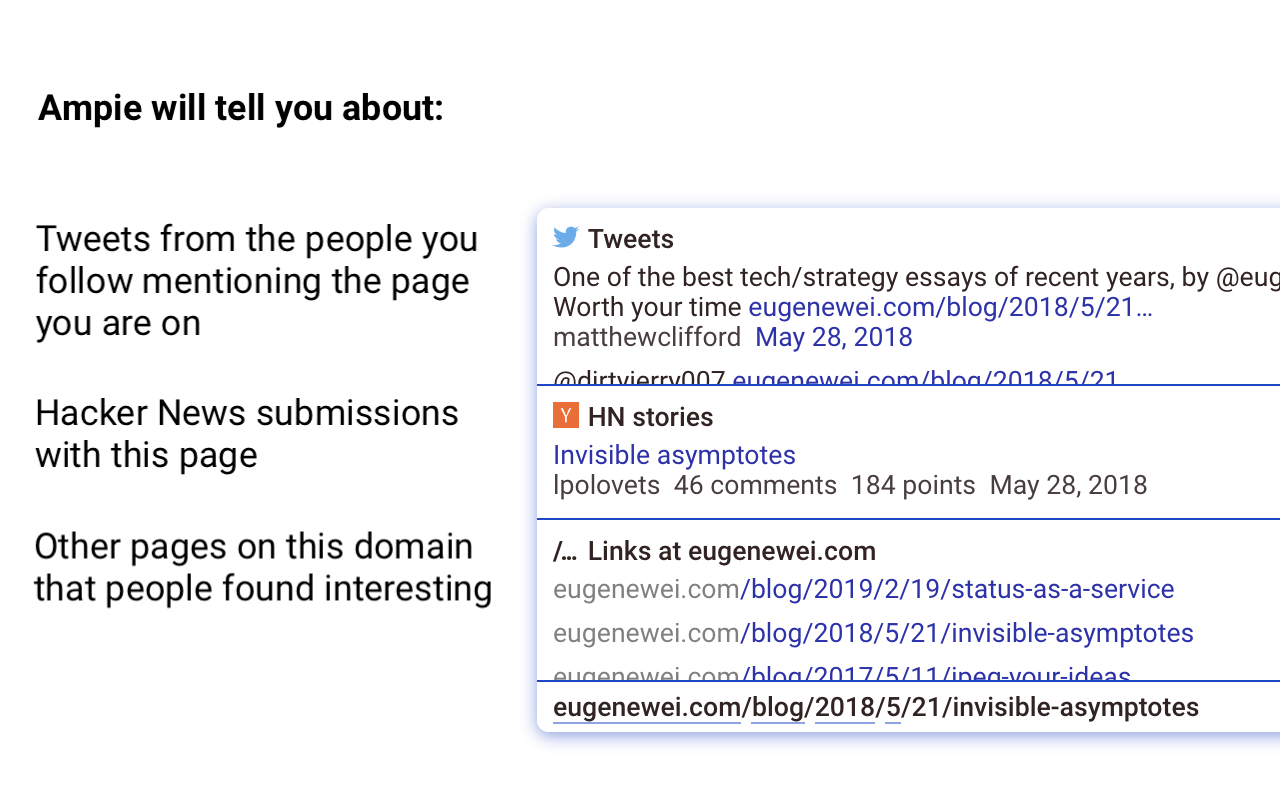 Ampie will tell you about:
Tweets from the people you
follow mentioning the page
you are on
Hacker News submissions
with this page
Other pages on this domain
that people found interesting
Tweets
One of the best tech/strategy essays of recent years, by @eug
Worth your time eugenewei.com/blog/2018/5/21…
matthewclifford May 28, 2018
@dirtyjerry007 eugenewei.com/blog/2018/5/21
Y HN stories
Invisible asymptotes
lpolovets 46 comments 184 points May 28, 2018
/… Links at eugenewei.com
eugenewei.com/blog/2019/2/19/status-as-a-service
eugenewei.com/blog/2018/5/21/invisible-asymptotes
eugenewei.com/blog/2017/5/11/jpeg-your-ideas
eugenewei.com/blog/2018/5/21/invisible-asymptotes